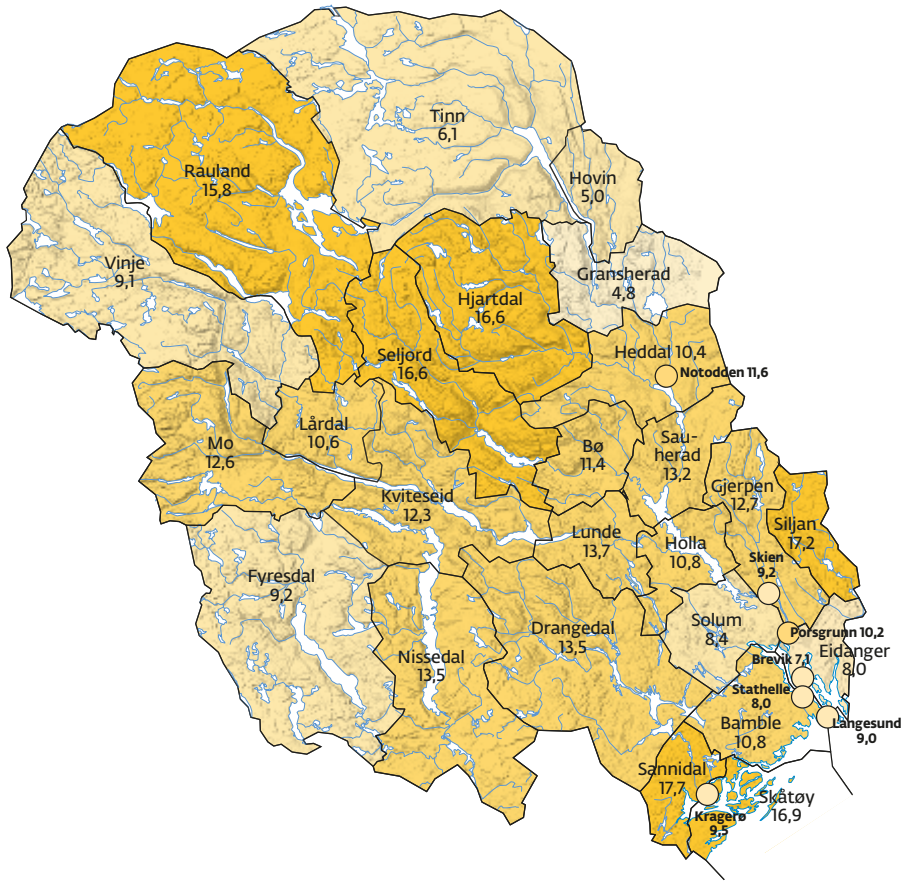 Tinn
6,1
Rauland
15,8
Hovin
5,0
Vinje
9,1
Gransherad
4,8
Hjartdal
16,6
Heddal 10,4
Seljord
16,6
Notodden 11,6
Lårdal
10,6
Mo
12,6
Bø
11,4
Sau-
herad
13,2
Gjerpen
12,7
Kviteseid
12,3
Siljan
17,2
Lunde
13,7
Holla
10,8
Skien
9,2
Fyresdal
9,2
Solum
8,4
Drangedal
13,5
Porsgrunn 10,2
Eidanger
8,0
Nissedal
13,5
Brevik 7,1
Stathelle
8,0
Langesund
9,0
Bamble
10,8
Sannidal
17,7
Skåtøy
16,9
Kragerø
9,5